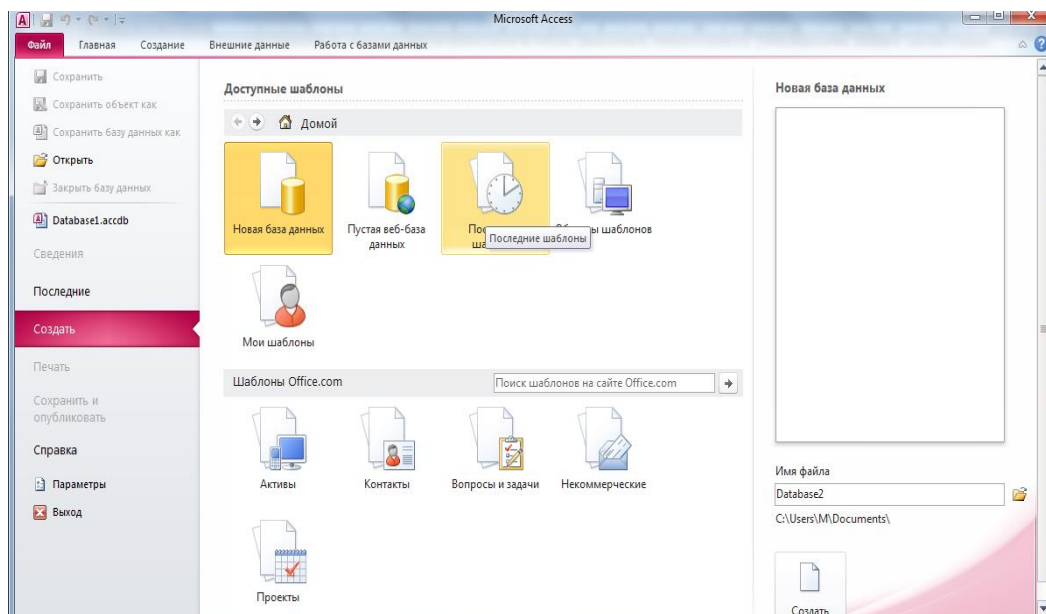 Microsoft Access
Файл Главная Создание Внешние данные Работа с базами данных
Сохранить
Сохранить объект как
Сохранить базу данных как
Открыть
Закрыть базу данных
Database1.accdb
Сведения
Последние
Создать
Печать
Сохранить и
опубликовать
Справка
Параметры
Выход
Доступные шаблоны
Домой
Новая база данных
Пустая веб-база
данных
Последние шаблоны
шаблонов
Мои шаблоны
Шаблоны Office.com
Поиск шаблонов на сайте Office.com
Активы
Контакты
Вопросы и задачи
Некоммерческие
Проекты
Новая база данных
Имя файла
Database2
C:\Users\M\Documents\
Создать